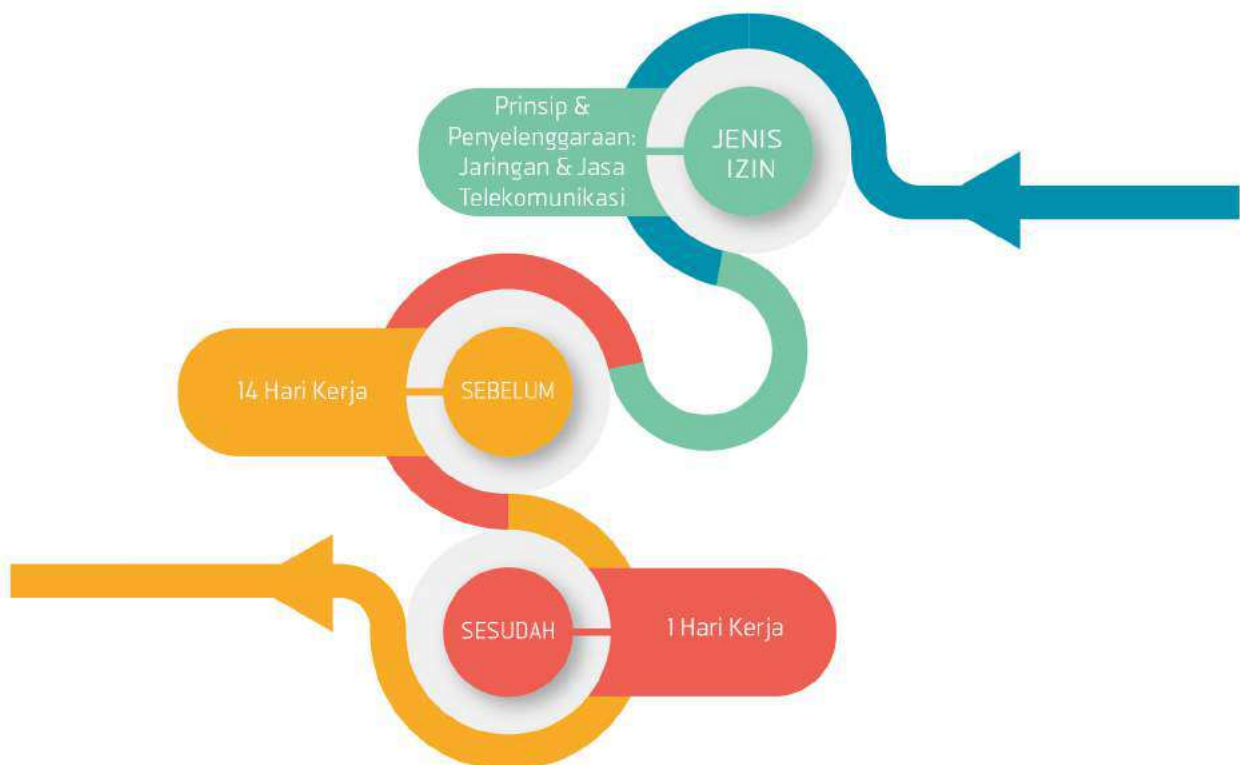 Prinsip &
Penyelenggaraan:
Jaringan & Jasa
Telekomunikasi
JENIS
IZIN
14 Hari Kerja
SEBELUM
SESUDAH
1 Hari Kerja